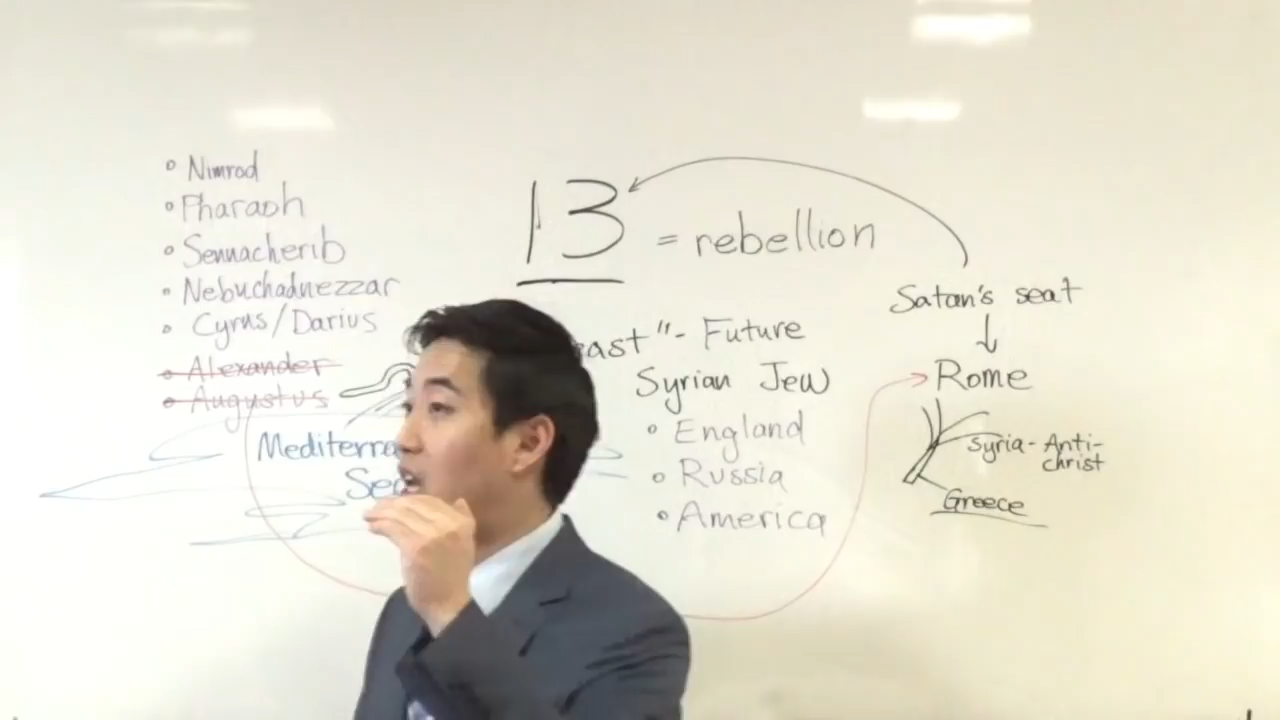 Nimrod
Pharaoh
Sennacherib
Nebuchadnezzar
Cyrus/Darius
Alexander
Augustus
Mediterra
Sea
13 = rebellion
east" - Future
Syrian Jew
England
Russia
America
Satan's seat
Rome
Syria - Anti-
christ
Greece